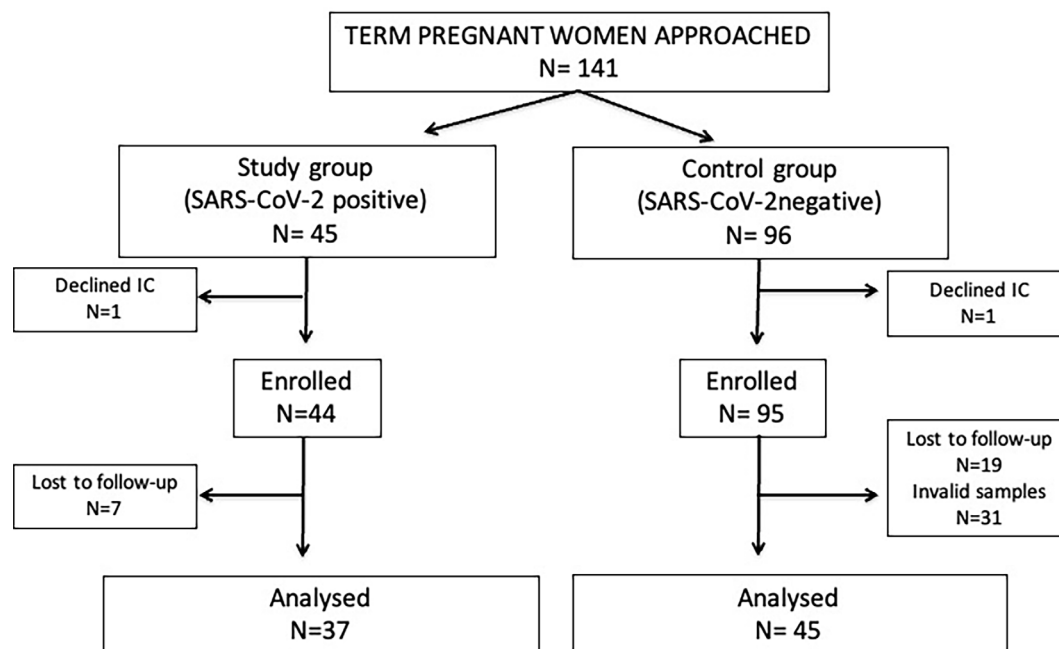 TERM PREGNANT WOMEN APPROACHED
N= 141
Study group
(SARS-CoV-2 positive)
N= 45
Control group
(SARS-CoV-2negative)
N= 96
Declined IC
N=1
Declined IC
N=1
Enrolled
N=44
Enrolled
N= 95
Lost to follow-up
N=7
Lost to follow-up
N=19
Invalid samples
N=31
Analysed
N=37
Analysed
N= 45